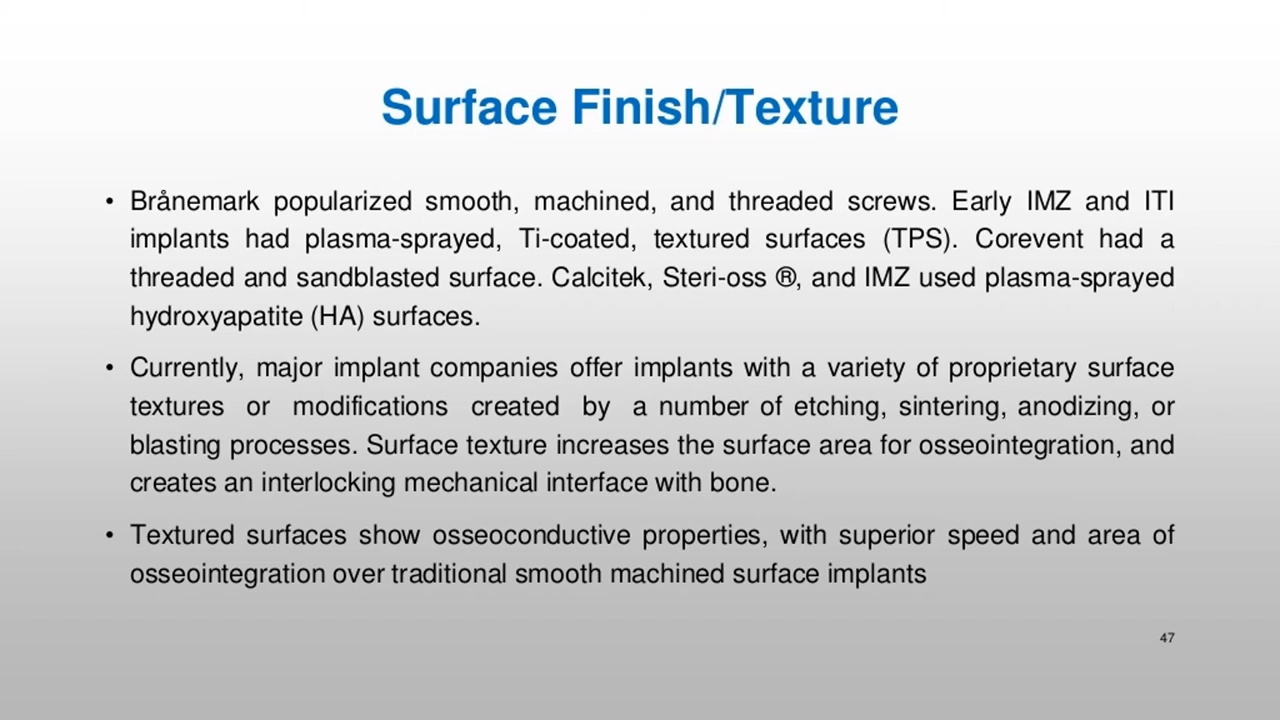 Surface Finish/Texture
• Brånemark popularized smooth, machined, and threaded screws. Early IMZ and ITI
implants had plasma-sprayed, Ti-coated, textured surfaces (TPS). Corevent had a
threaded and sandblasted surface. Calcitek, Steri-oss ®, and IMZ used plasma-sprayed
hydroxyapatite (HA) surfaces.
• Currently, major implant companies offer implants with a variety of proprietary surface
textures or modifications created by a number of etching, sintering, anodizing, or
blasting processes. Surface texture increases the surface area for osseointegration, and
creates an interlocking mechanical interface with bone.
• Textured surfaces show osseoconductive properties, with superior speed and area of
osseointegration over traditional smooth machined surface implants
47